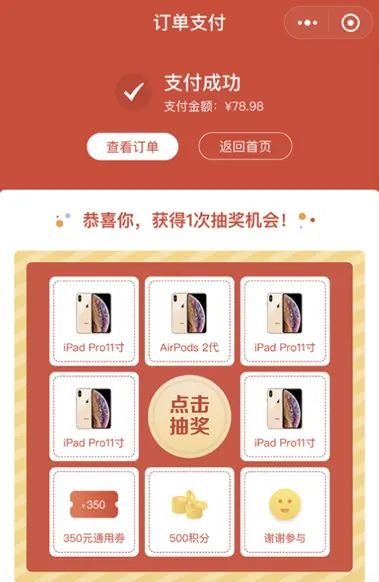 订单支付
支付成功
支付金额：¥78.98
查看订单
返回首页
恭喜你，获得1次抽奖机会！
iPad Pro11寸
AirPods 2代
iPad Pro11寸
iPad Pro11寸
点击
抽奖
iPad Pro11寸
¥350
350元通用券
500积分
谢谢参与